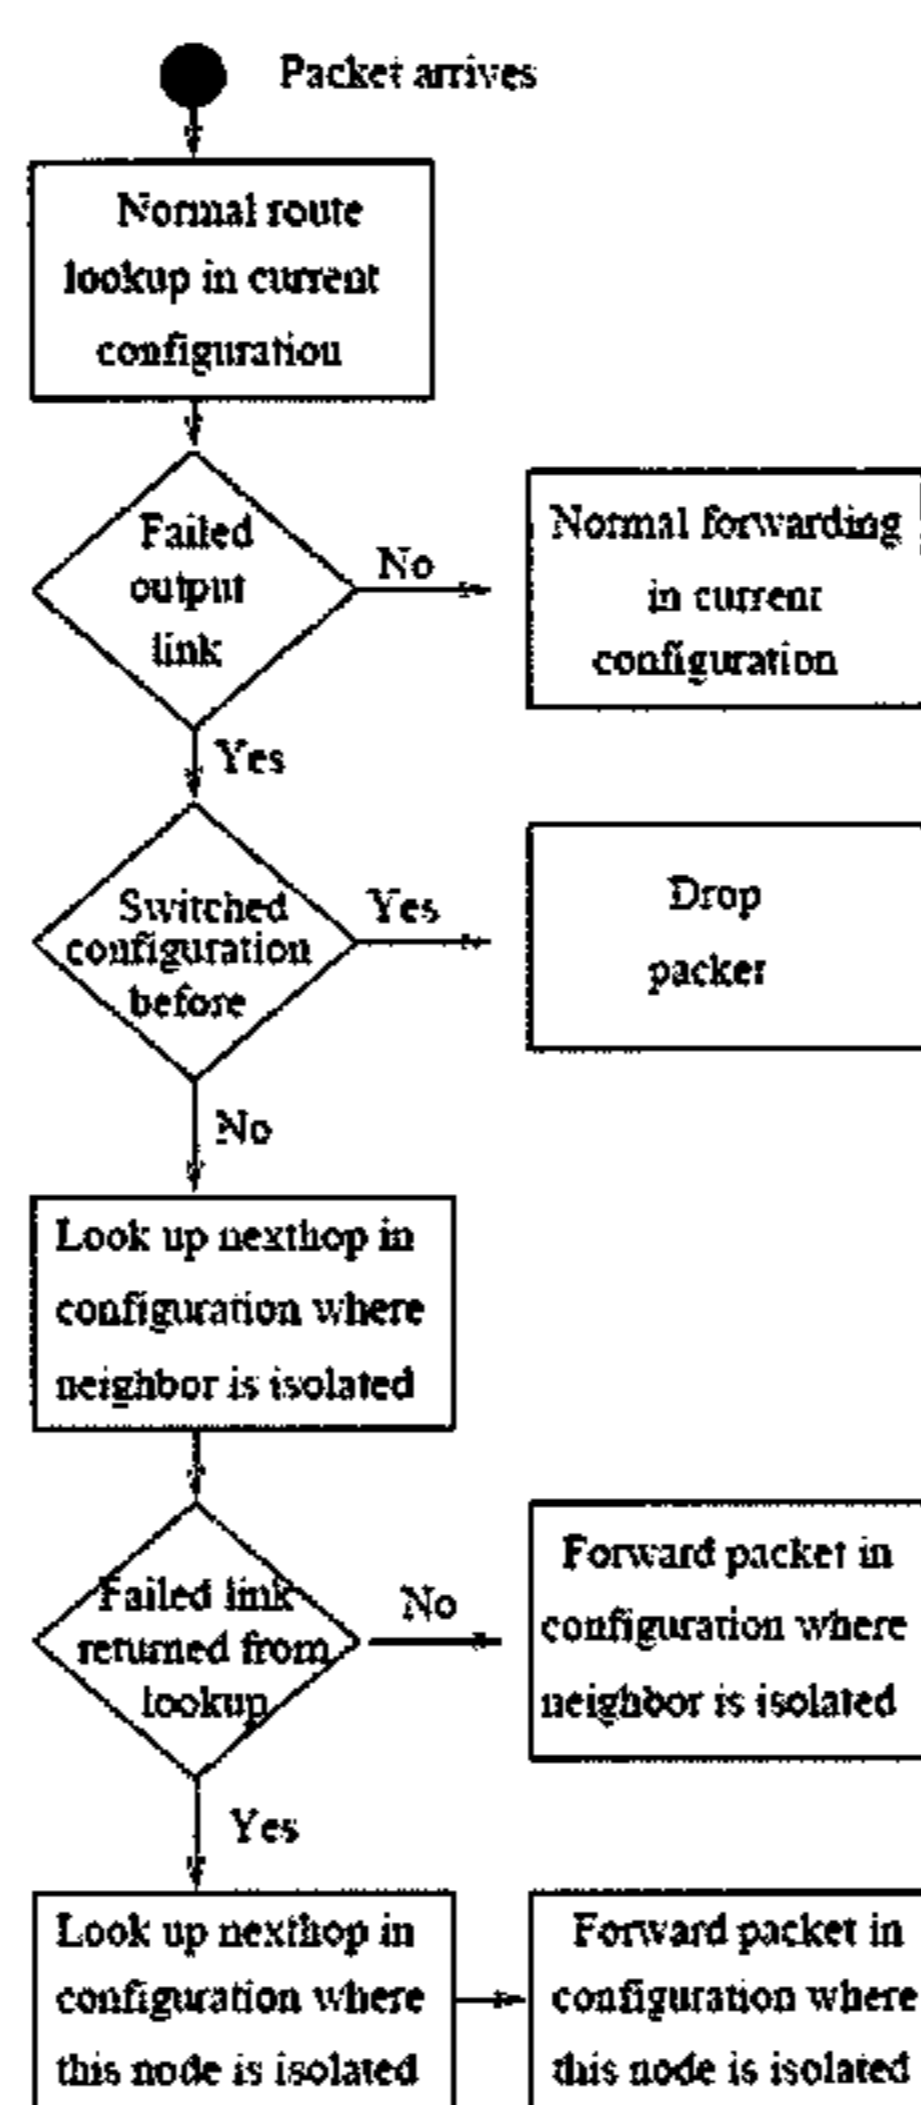 Packet arrives
Normal route
lookup in current
configuratiou
Failed
output
link
No
Normal forwarding
in current
configuration
Yes
Switched
configuration
before
Yes
Drop
packer
No
Look up nexthop in
configuration where
neighbor is isolated
Failed link
returned from
lookup
No
Forward packet in
configuration where
neighbor is isolated
Yes
Look up nexthop in
configuration where
this node is isolated
Forward packet in
configuration where
this node is isolated